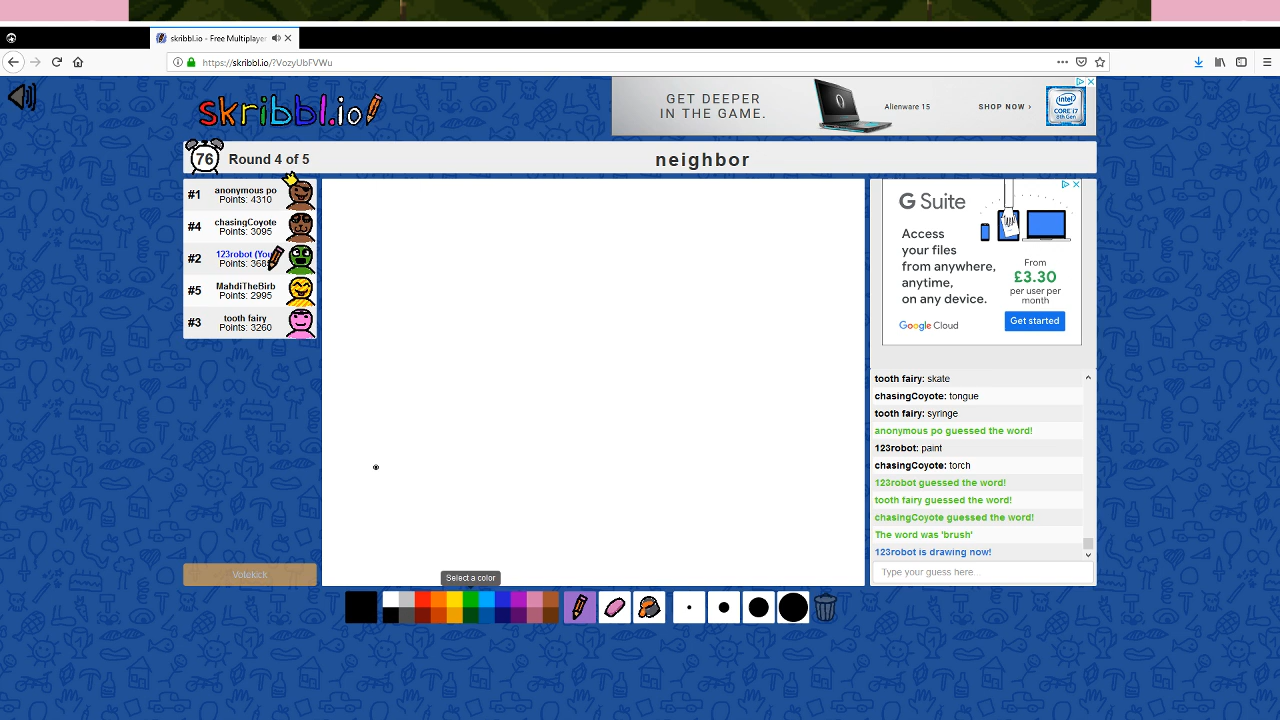 skribbl.io - Free Multiplayer
https://skribbl.io/?VozyUbFVWu
skribbl.io
GET DEEPER
IN THE GAME.
Alienware 15
SHOP NOW ›
intel
CORE i7
8th Gen
76
Round 4 of 5
neighbor
#1
anonymous po
Points: 4310
#4
chasingCoyote
Points: 3095
#2
123robot (You
Points: 368
#5
MahdiTheBirb
Points: 2995
#3
tooth fairy
Points: 3260
Votekick
G Suite
Access
your files
from anywhere,
anytime,
on any device.
From
£3.30
per user per
month
Google Cloud
Get started
tooth fairy: skate
chasingCoyote: tongue
tooth fairy: syringe
anonymous po guessed the word!
123robot: paint
chasingCoyote: torch
123robot guessed the word!
tooth fairy guessed the word!
chasingCoyote guessed the word!
The word was 'brush'
123robot is drawing now!
Type your guess here...
Select a color